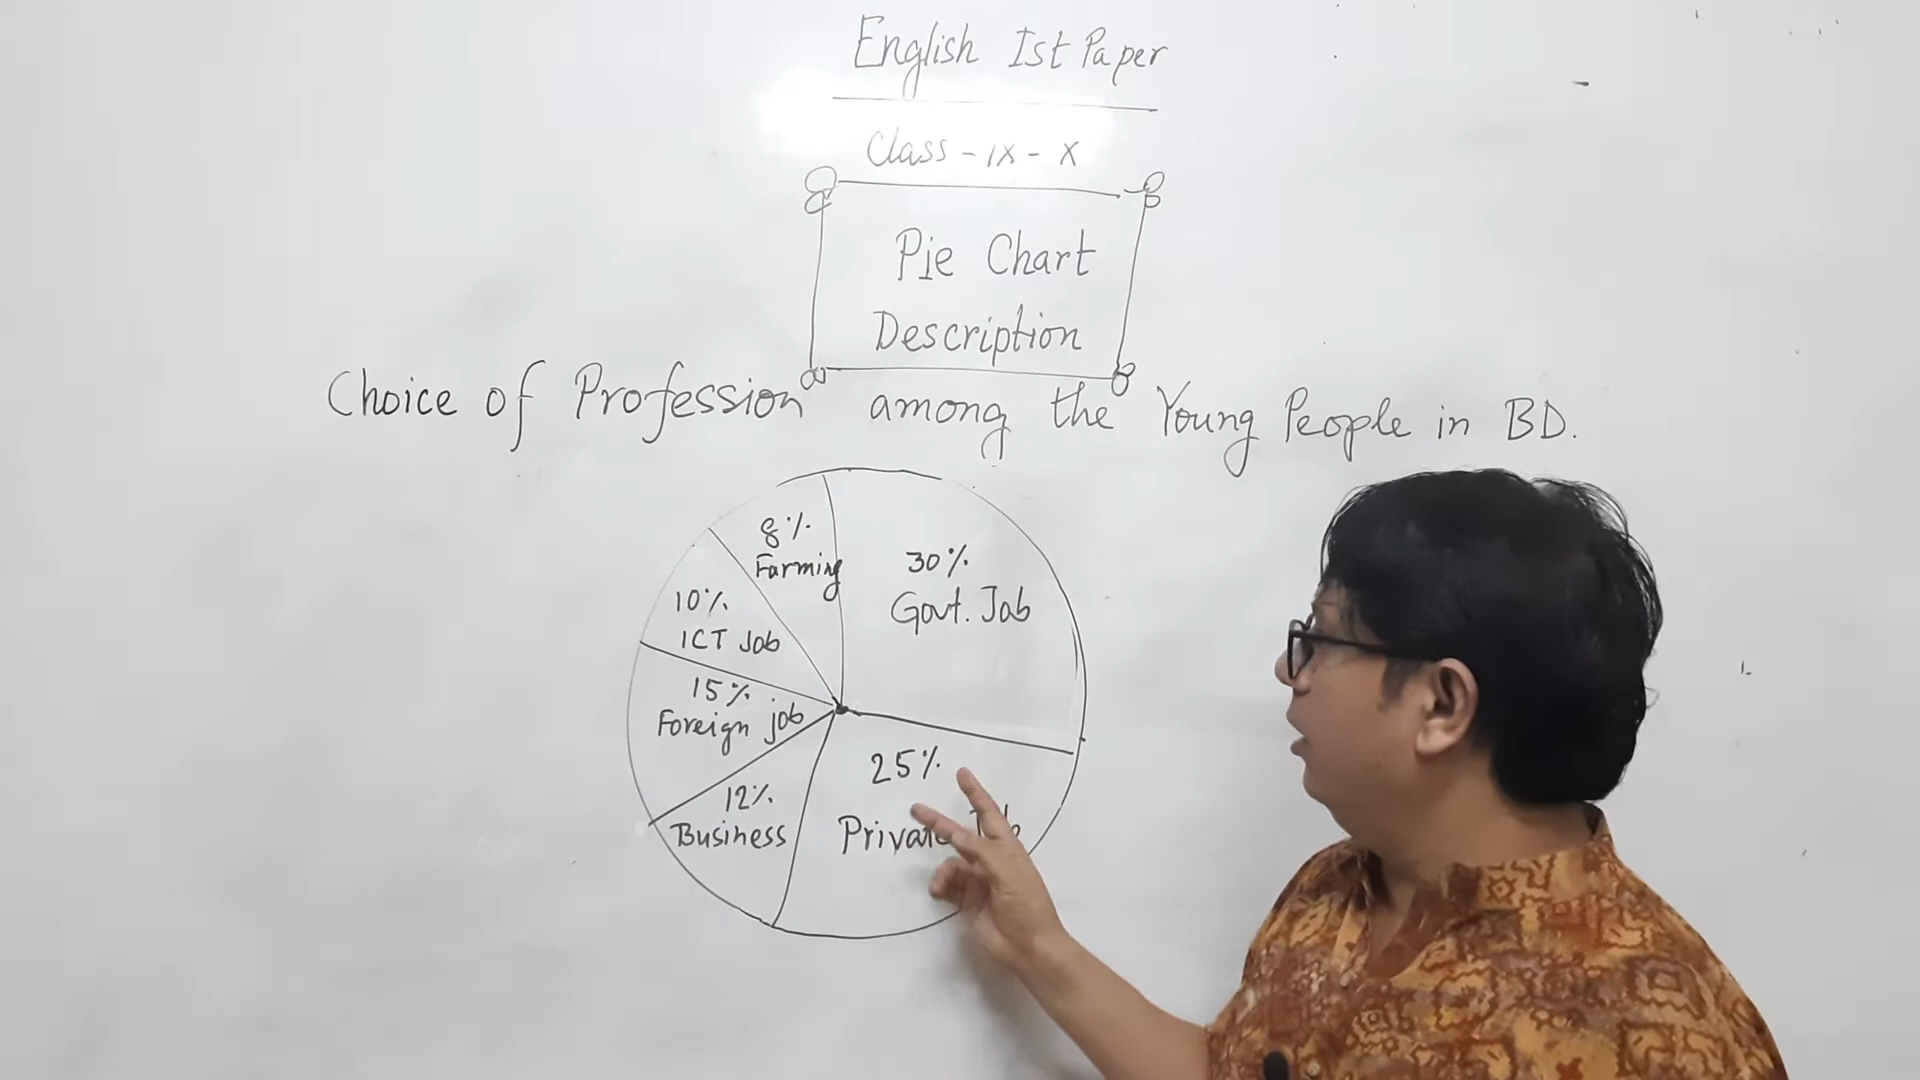 English Ist Paper
Class - IX - X
Pie Chart
Description
Choice of Profession among the Young People in BD.
8%
Farming
30%
Govt. Job
10%
ICT Job
15%
Foreign job
25%
12%
Business